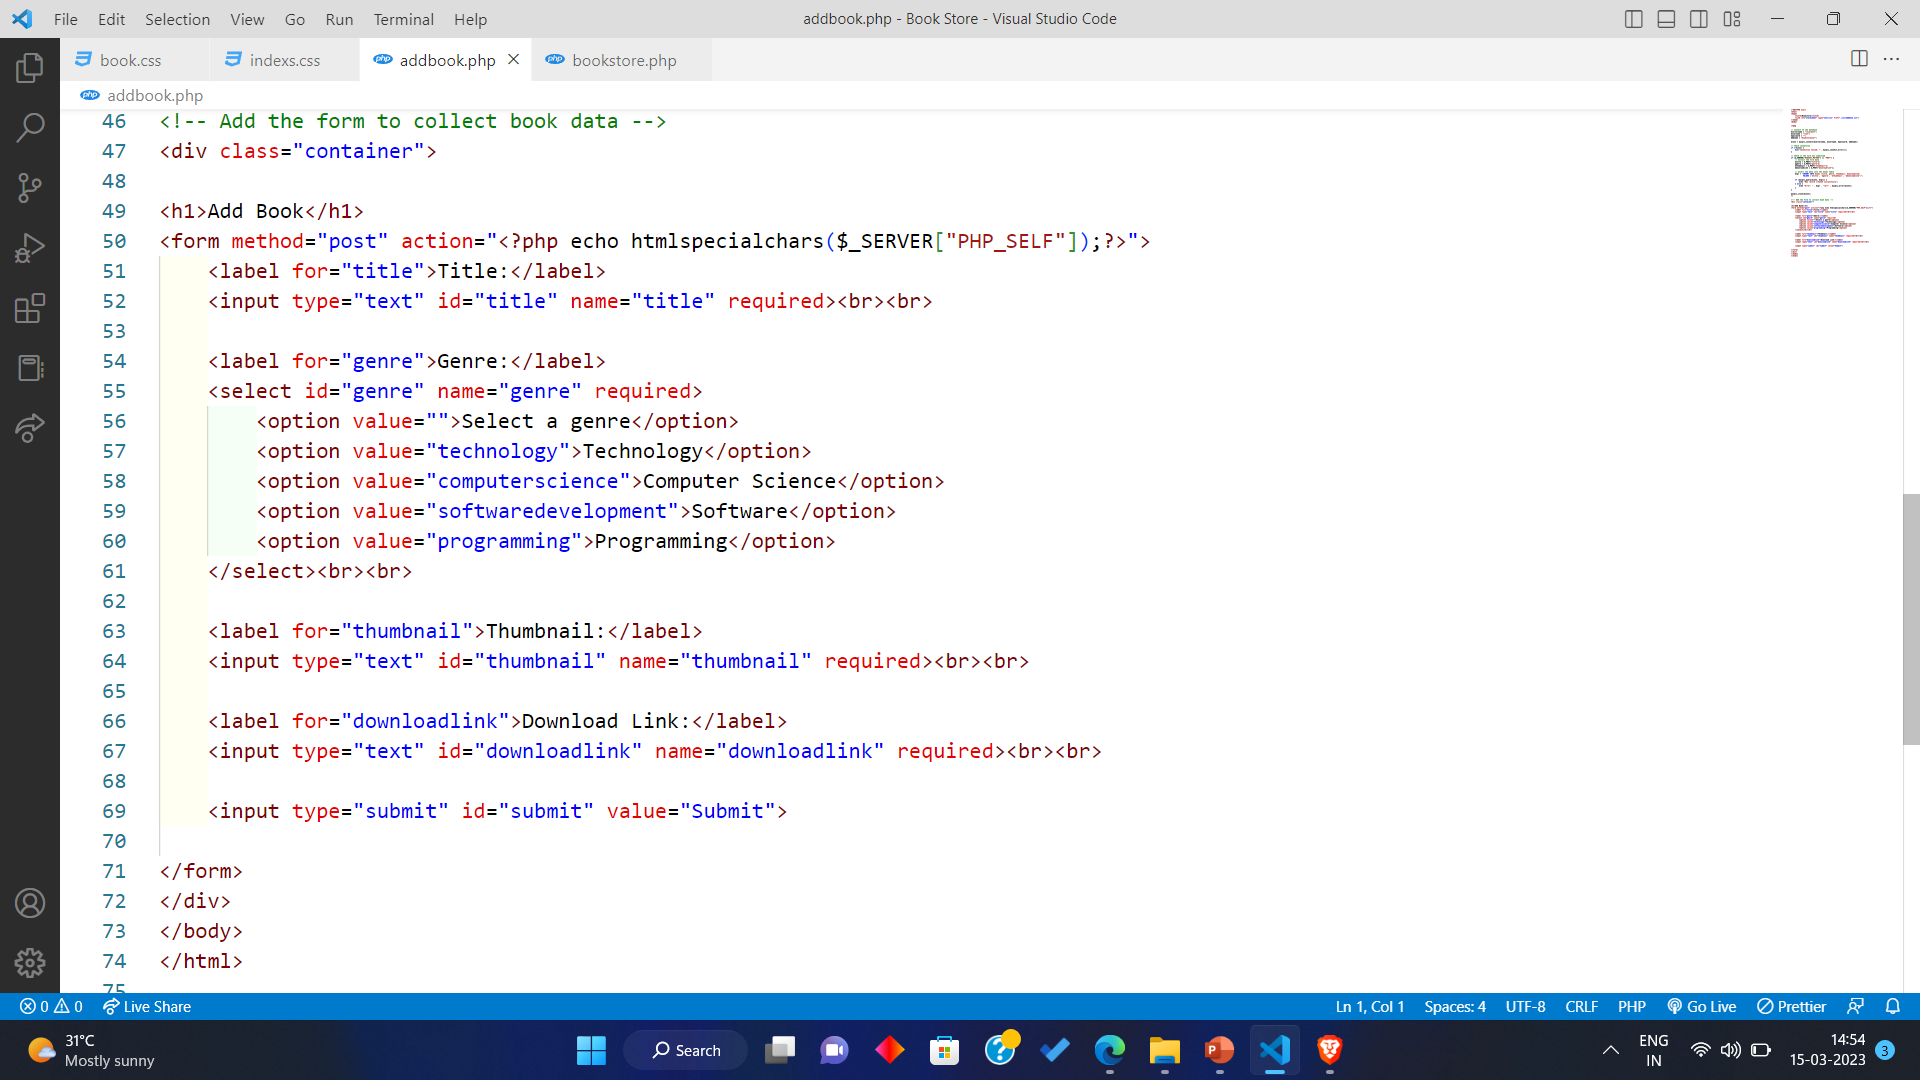 File Edit Selection View Go Run Terminal Help addbook.php - Book Store - Visual Studio Code
book.css indexs.css php addbook.php php bookstore.php
php addbook.php
46 <!-- Add the form to collect book data -->
47 <div class="container">
48
49 <h1>Add Book</h1>
50 <form method="post" action="<?php echo htmlspecialchars($_SERVER["PHP_SELF"]);?>">
51 <label for="title">Title:</label>
52 <input type="text" id="title" name="title" required><br><br>
53
54 <label for="genre">Genre:</label>
55 <select id="genre" name="genre" required>
56 <option value="">Select a genre</option>
57 <option value="technology">Technology</option>
58 <option value="computerscience">Computer Science</option>
59 <option value="softwaredevelopment">Software</option>
60 <option value="programming">Programming</option>
61 </select><br><br>
62
63 <label for="thumbnail">Thumbnail:</label>
64 <input type="text" id="thumbnail" name="thumbnail" required><br><br>
65
66 <label for="downloadlink">Download Link:</label>
67 <input type="text" id="downloadlink" name="downloadlink" required><br><br>
68
69 <input type="submit" id="submit" value="Submit">
70
71 </form>
72 </div>
73 </body>
74 </html>
75
0 0 Live Share Ln 1, Col 1 Spaces: 4 UTF-8 CRLF PHP Go Live Prettier
31°C
Mostly sunny
Search
P
ENG
IN
14:54
15-03-2023
3